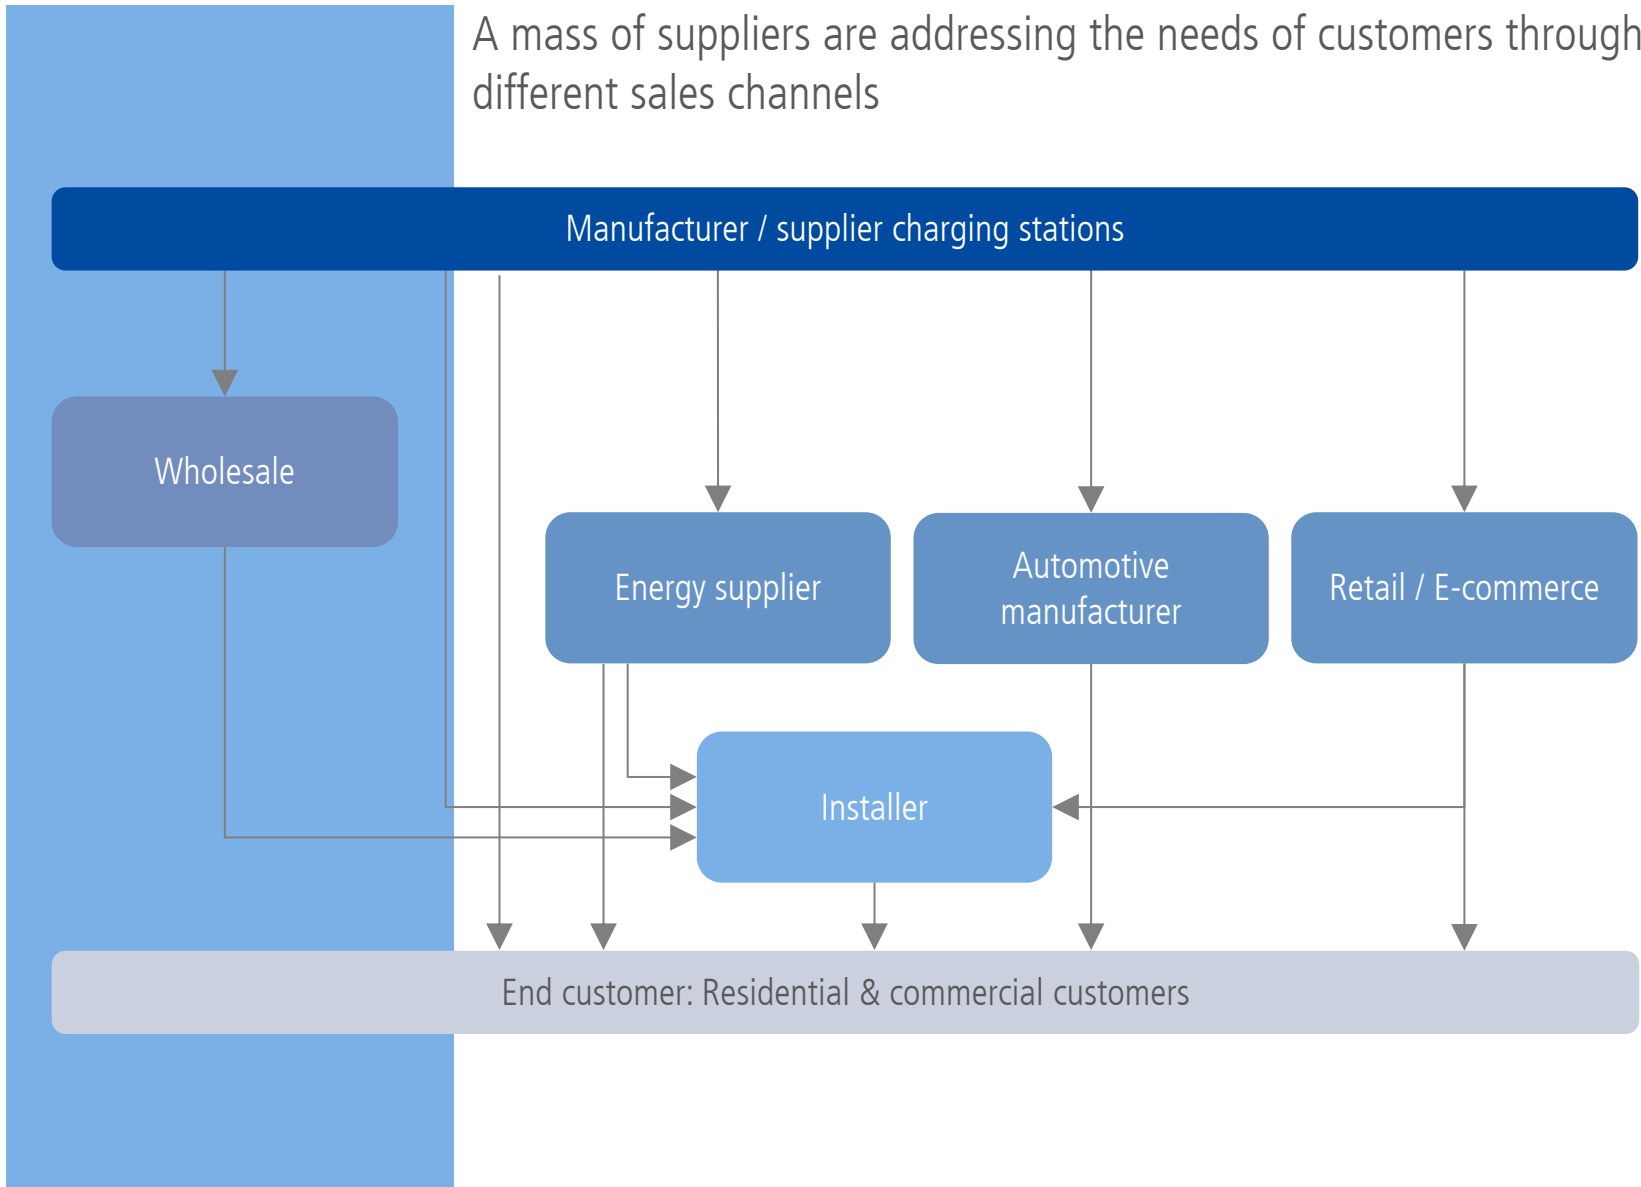 A mass of suppliers are addressing the needs of customers through
different sales channels
Manufacturer / supplier charging stations
Wholesale
Energy supplier
Automotive
manufacturer
Retail / E-commerce
Installer
End customer: Residential & commercial customers